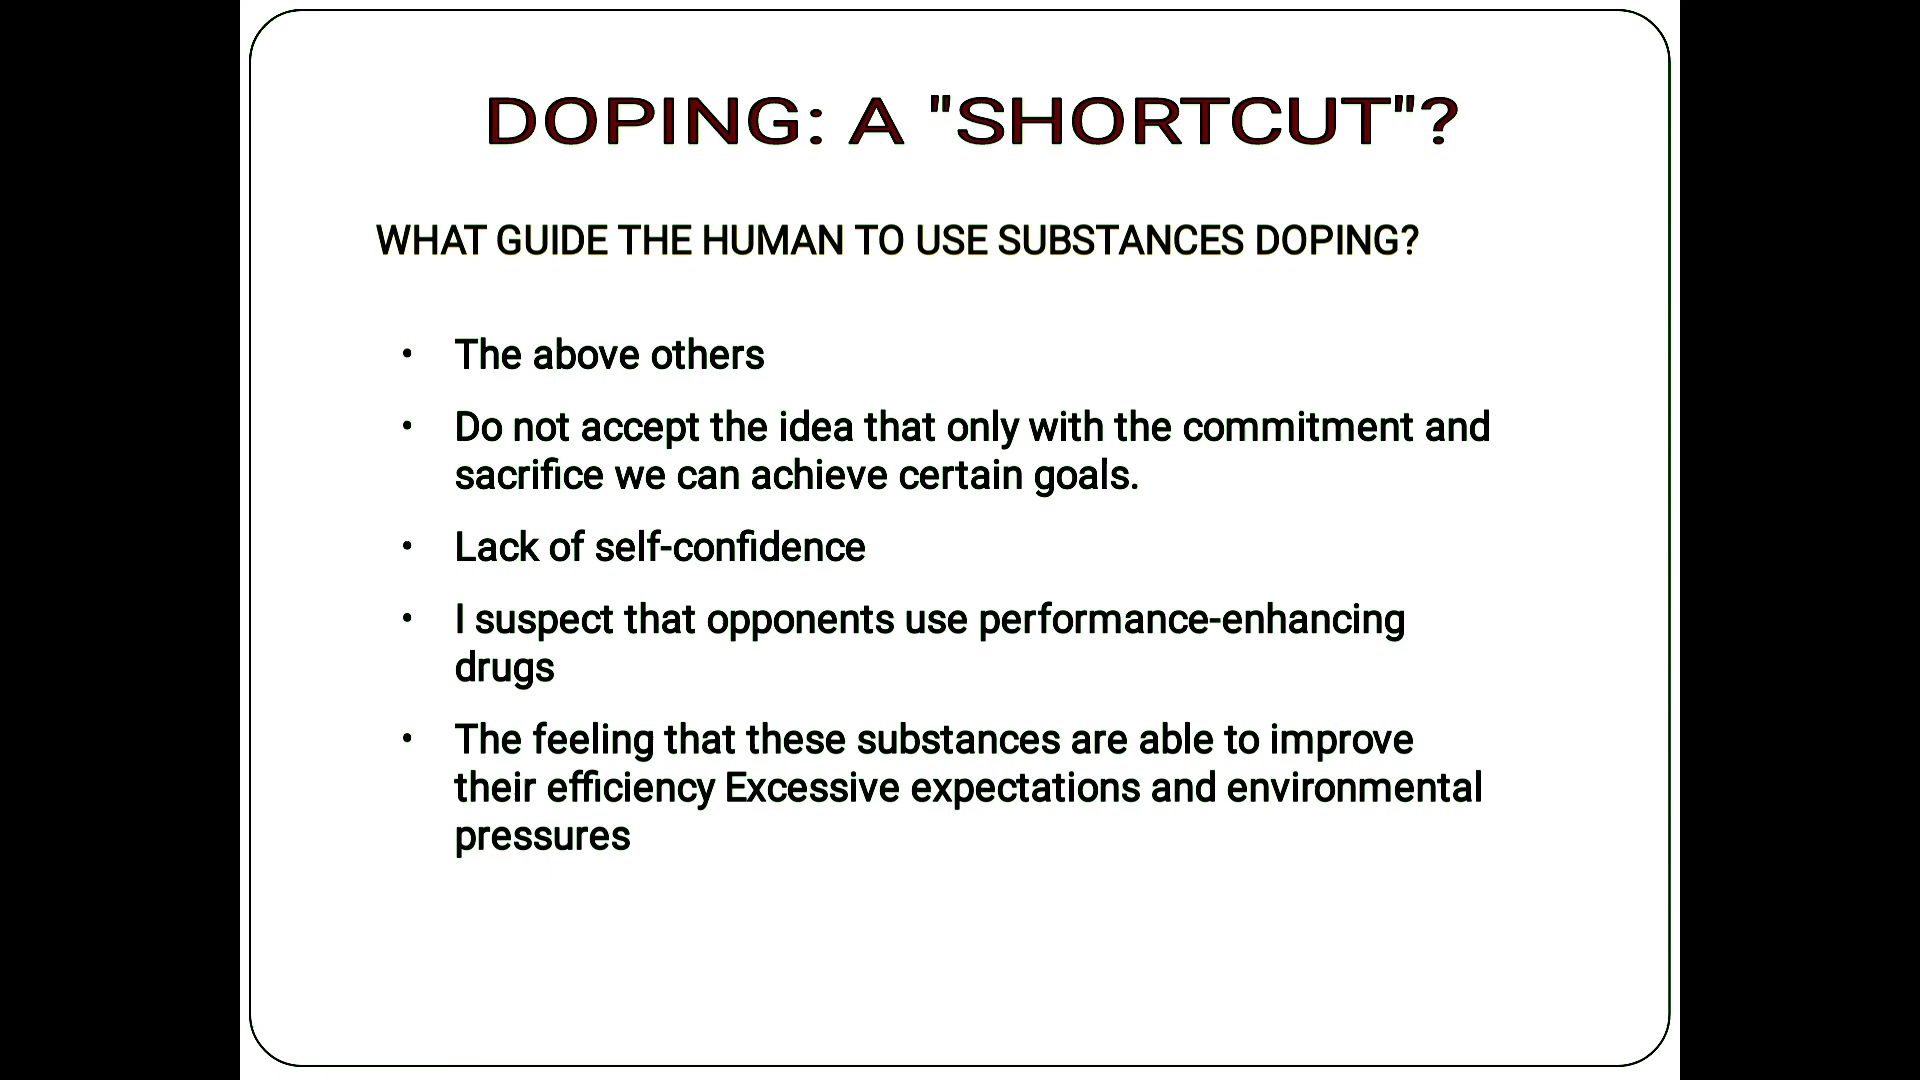 DOPING: A "SHORTCUT"?
WHAT GUIDE THE HUMAN TO USE SUBSTANCES DOPING?
• The above others
• Do not accept the idea that only with the commitment and
sacrifice we can achieve certain goals.
• Lack of self-confidence
• I suspect that opponents use performance-enhancing
drugs
• The feeling that these substances are able to improve
their efficiency Excessive expectations and environmental
pressures